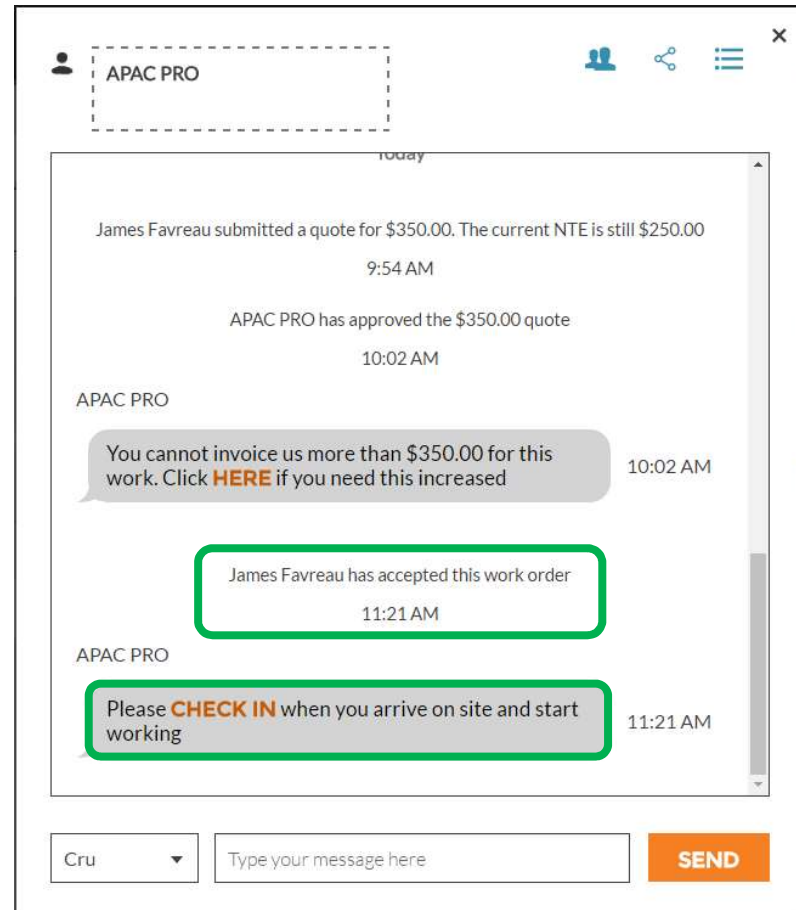 APAC PRO
Today
James Favreau submitted a quote for $350.00. The current NTE is still $250.00
9:54 AM
APAC PRO has approved the $350.00 quote
10:02 AM
APAC PRO
You cannot invoice us more than $350.00 for this
work. Click HERE if you need this increased
10:02 AM
James Favreau has accepted this work order
11:21 AM
APAC PRO
Please CHECK IN when you arrive on site and start
working
11:21 AM
Cru
Type your message here
SEND